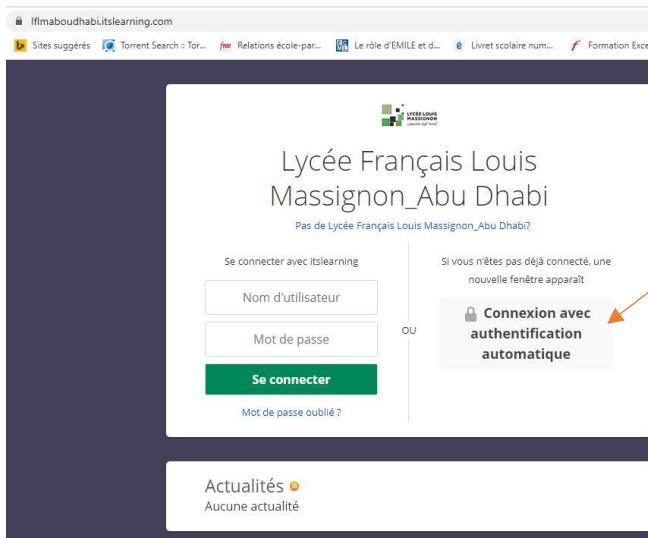 lflmaboudhabi.itslearning.com
Sites suggérés Torrent Search :: Tor... free Relations école-par... Le rôle d'EMILE et d... Livret scolaire num... Formation Exce
LYCÉE LOUIS
MASSIGNON
Lycée Français Louis
Massignon_Abu Dhabi
Pas de Lycée Français Louis Massignon_Abu Dhabi?
Se connecter avec itslearning
Nom d'utilisateur
Mot de passe
Se connecter
Mot de passe oublié ?
OU
Si vous n'êtes pas déjà connecté, une
nouvelle fenêtre apparaît
Connexion avec
authentification
automatique
Actualités
Aucune actualité